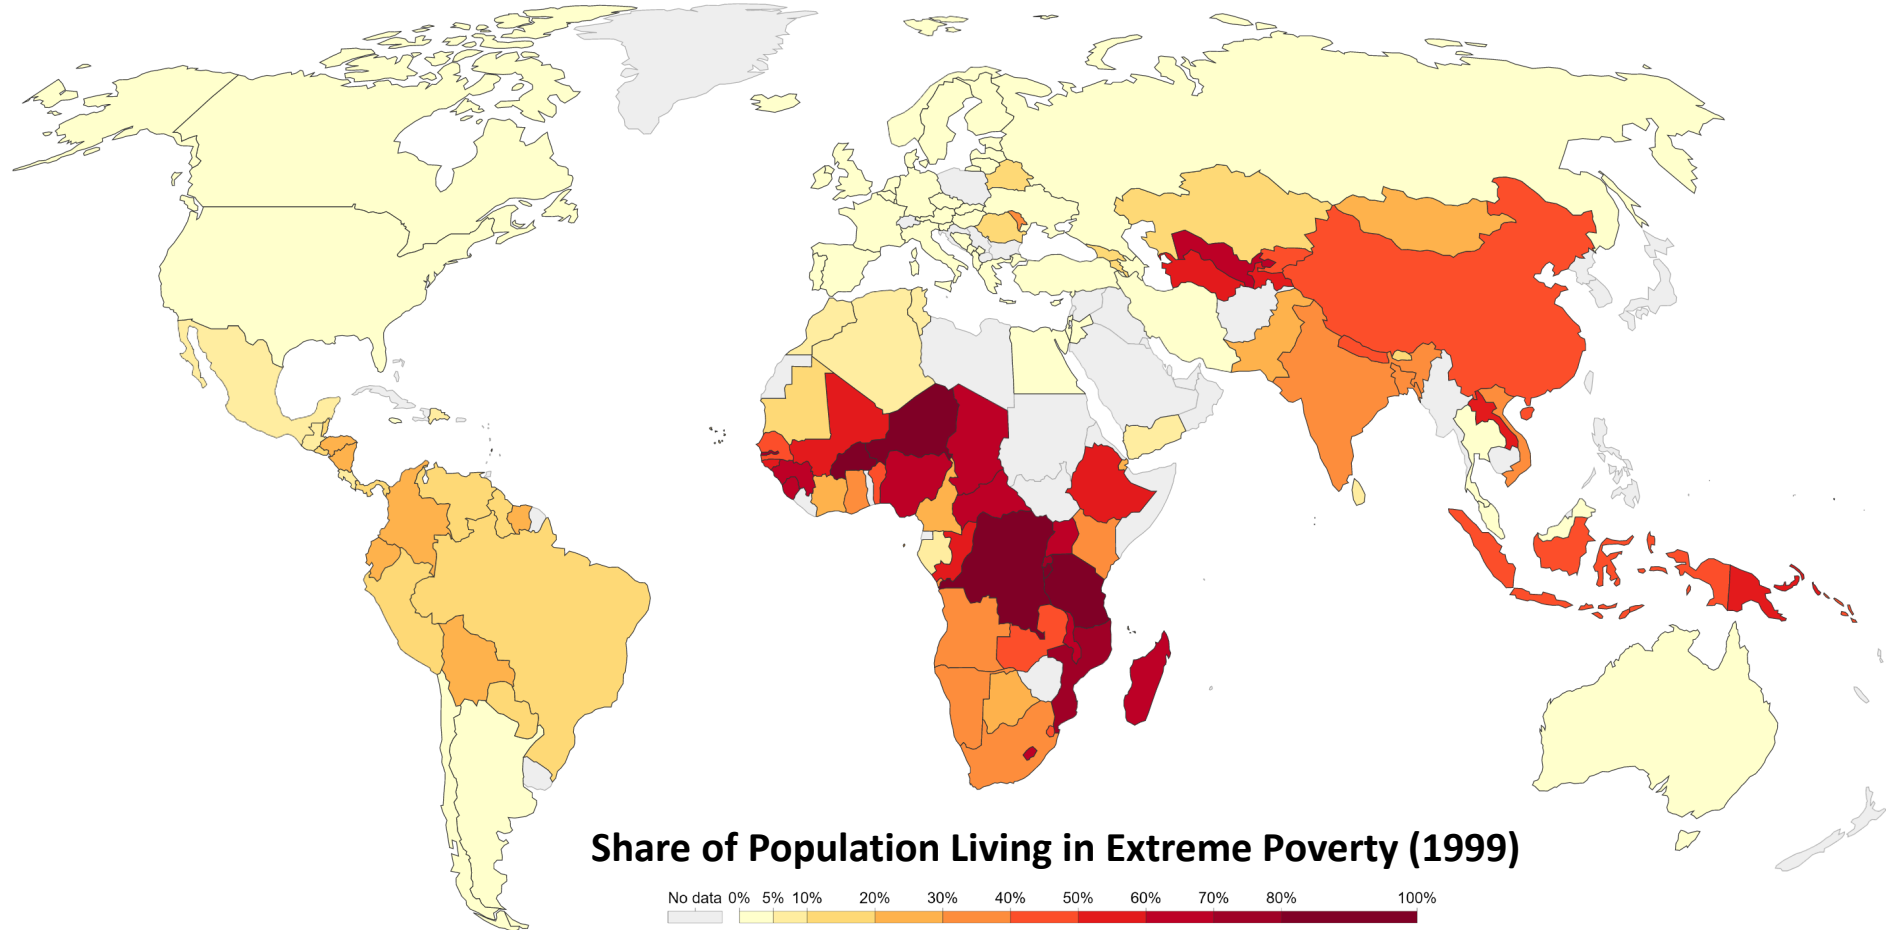 Share of Population Living in Extreme Poverty (1999)
No data 0% 5% 10% 20% 30% 40% 50% 60% 70% 80% 100%